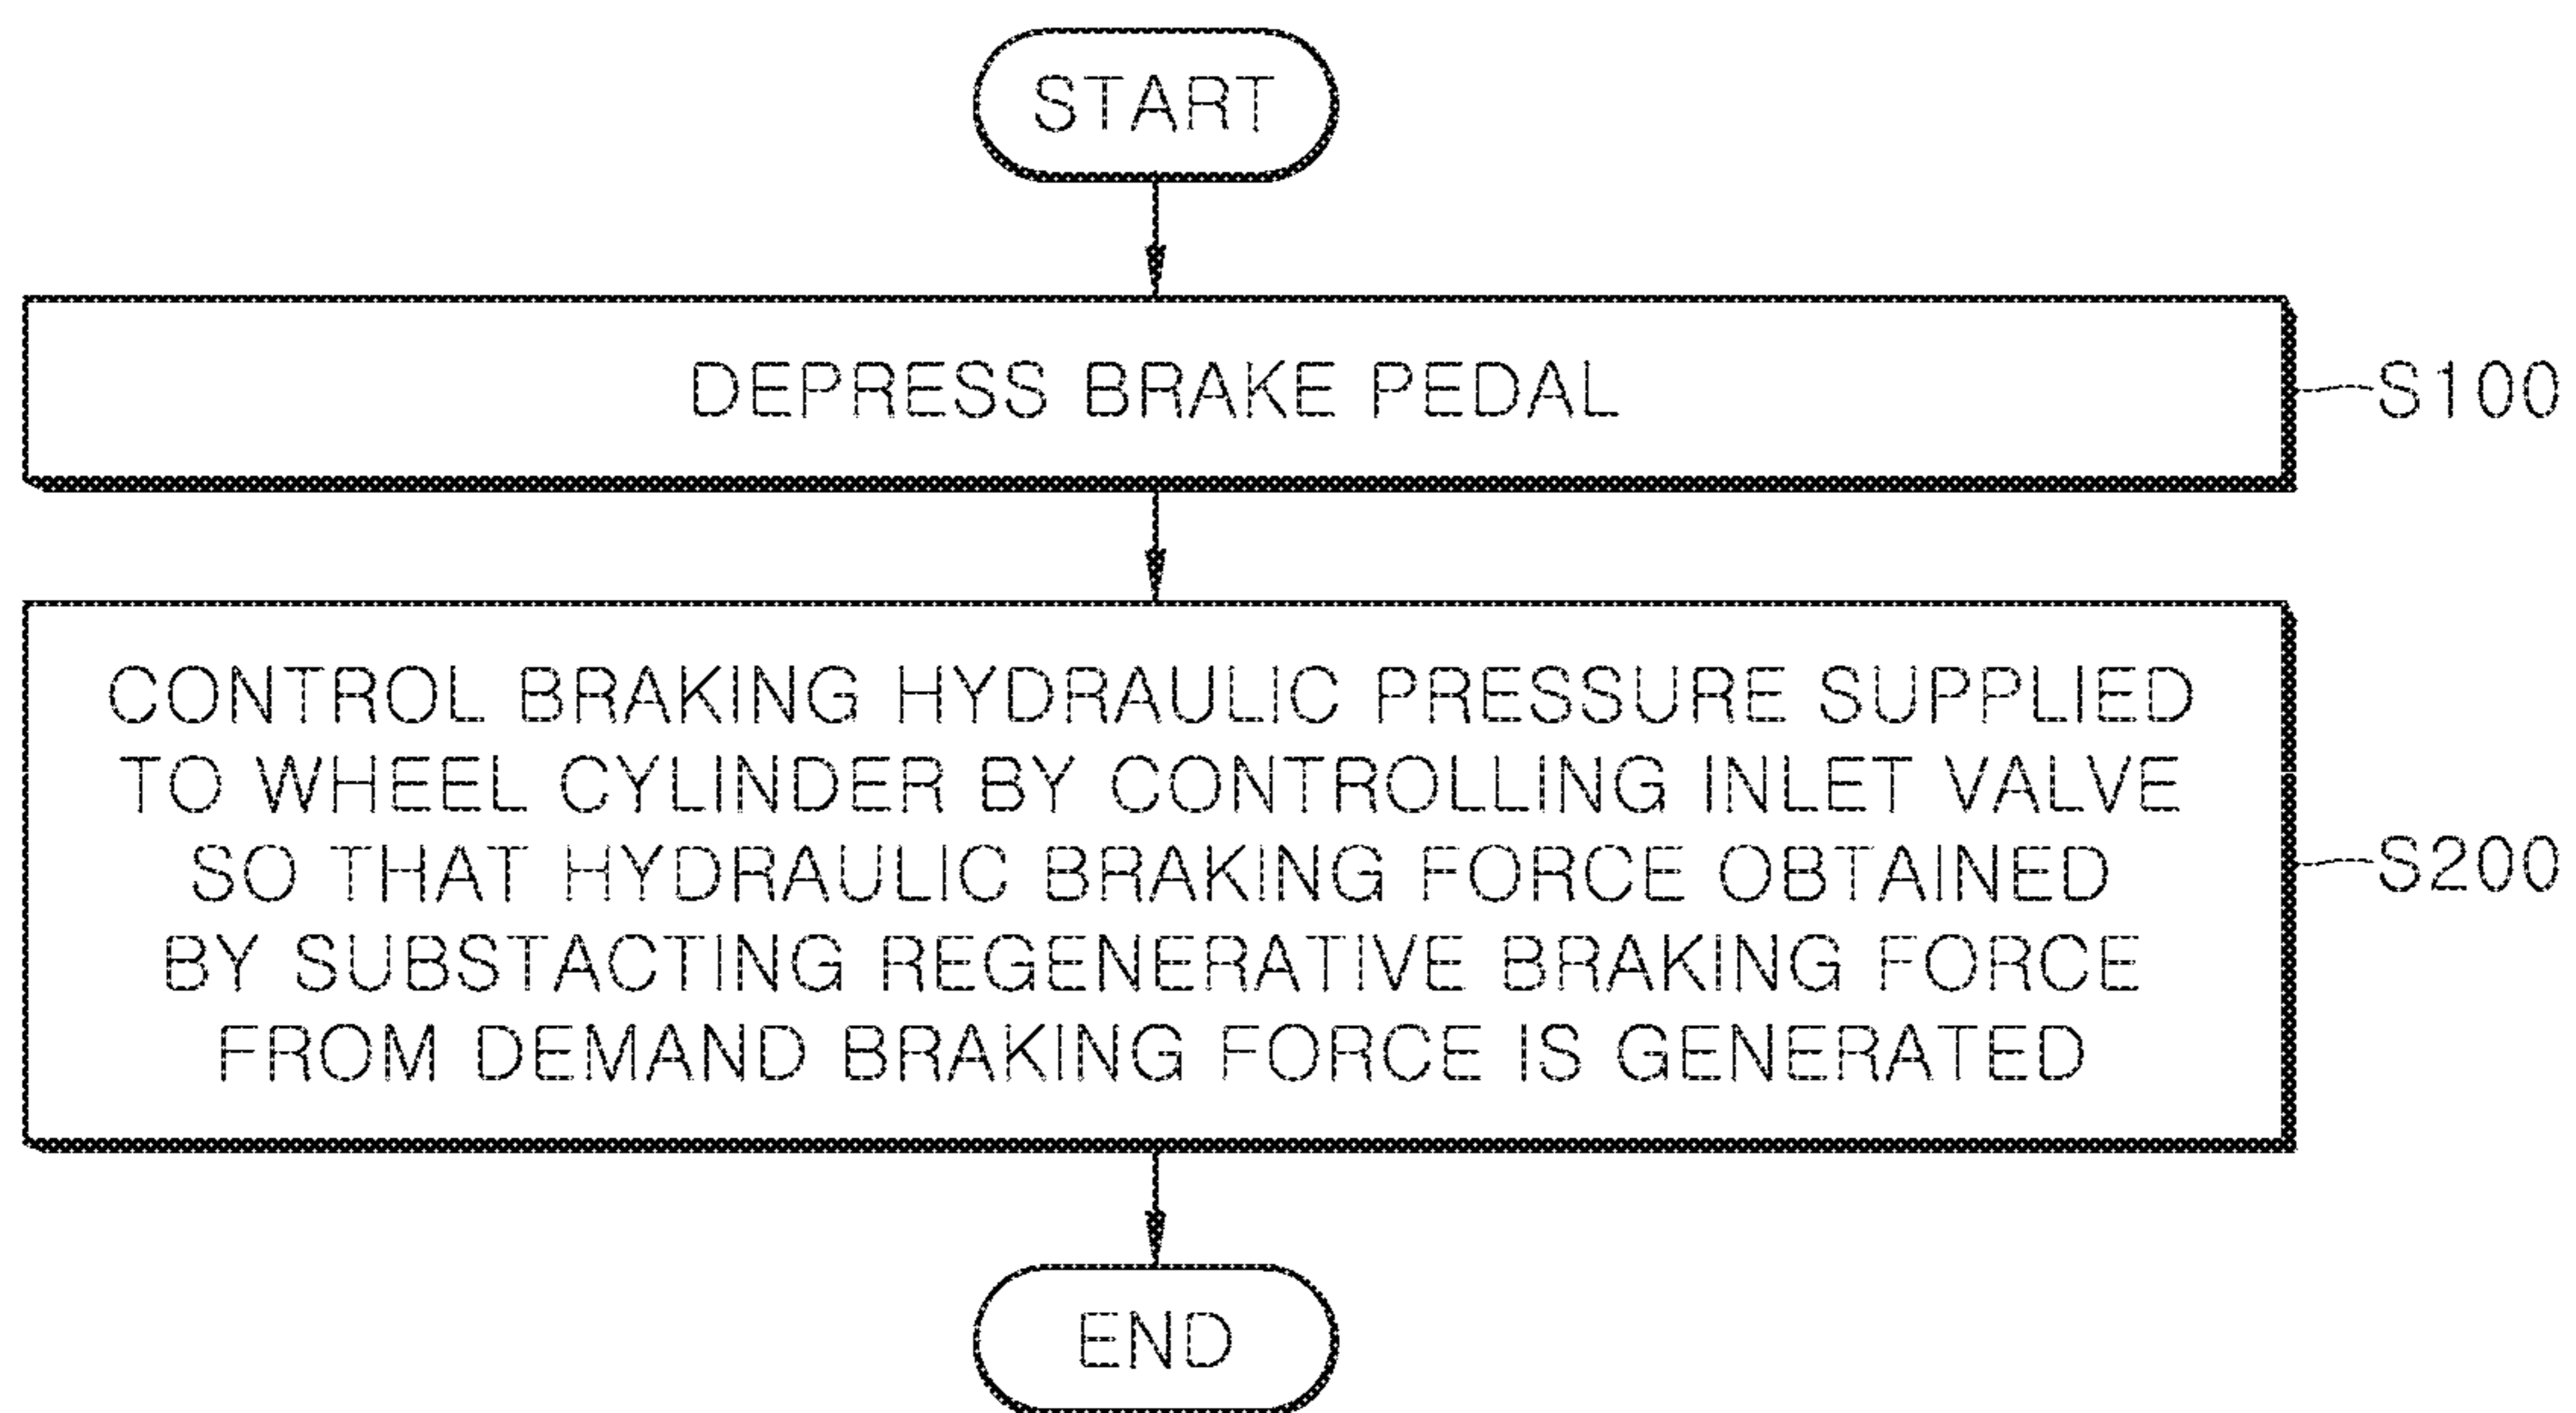 START
DEPRESS BRAKE PEDAL
S100
CONTROL BRAKING HYDRAULIC PRESSURE SUPPLIED
TO WHEEL CYLINDER BY CONTROLLING INLET VALVE
SO THAT HYDRAULIC BRAKING FORCE OBTAINED
BY SUBSTACTING REGENERATIVE BRAKING FORCE
FROM DEMAND BRAKING FORCE IS GENERATED
S200
END